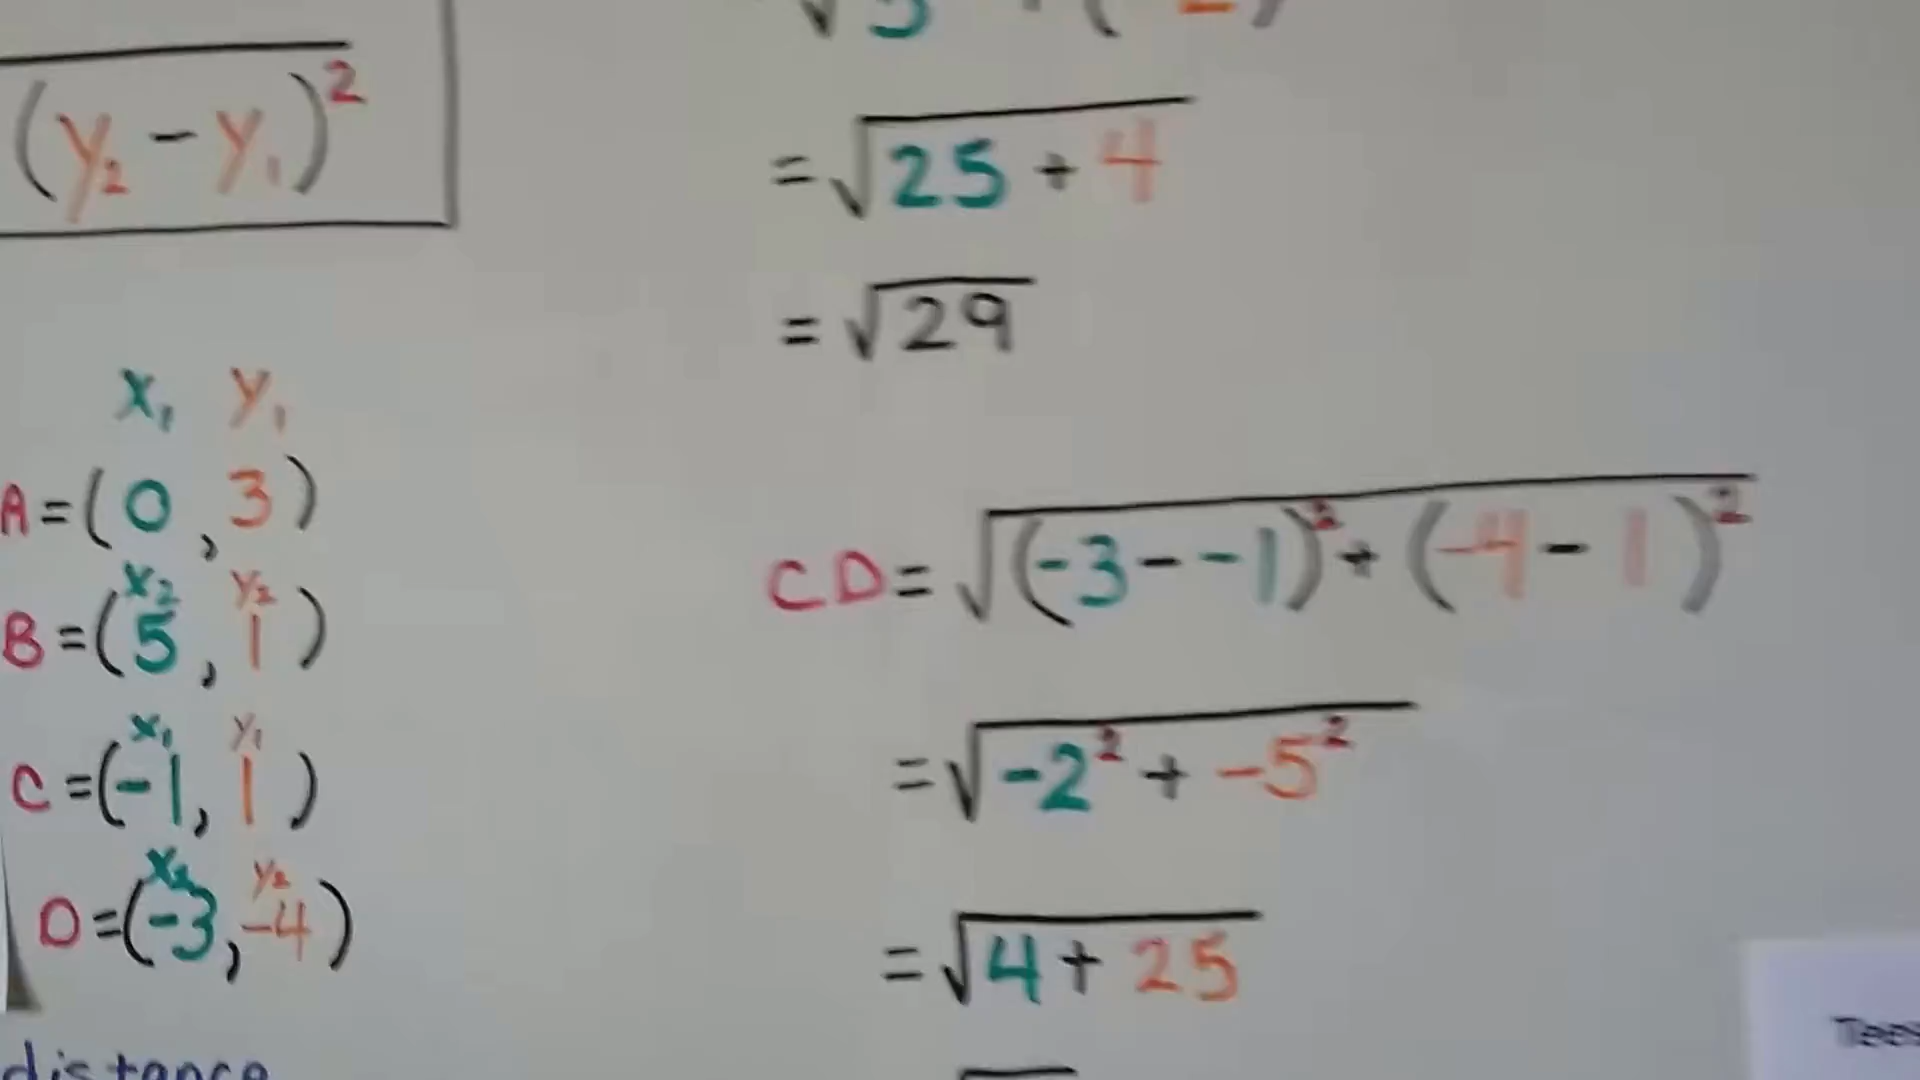 (y₂ - y₁)²
= √25 + 4
= √29
x₁ y₁
A = (0, 3)
x₂ y₂
B = (5, 1)
x₁ y₁
C = (-1, 1)
x₂ y₂
D = (-3, -4)
distance
CD = √(-3 - -1)² + (-4 - 1)²
= √-2² + -5²
= √4 + 25